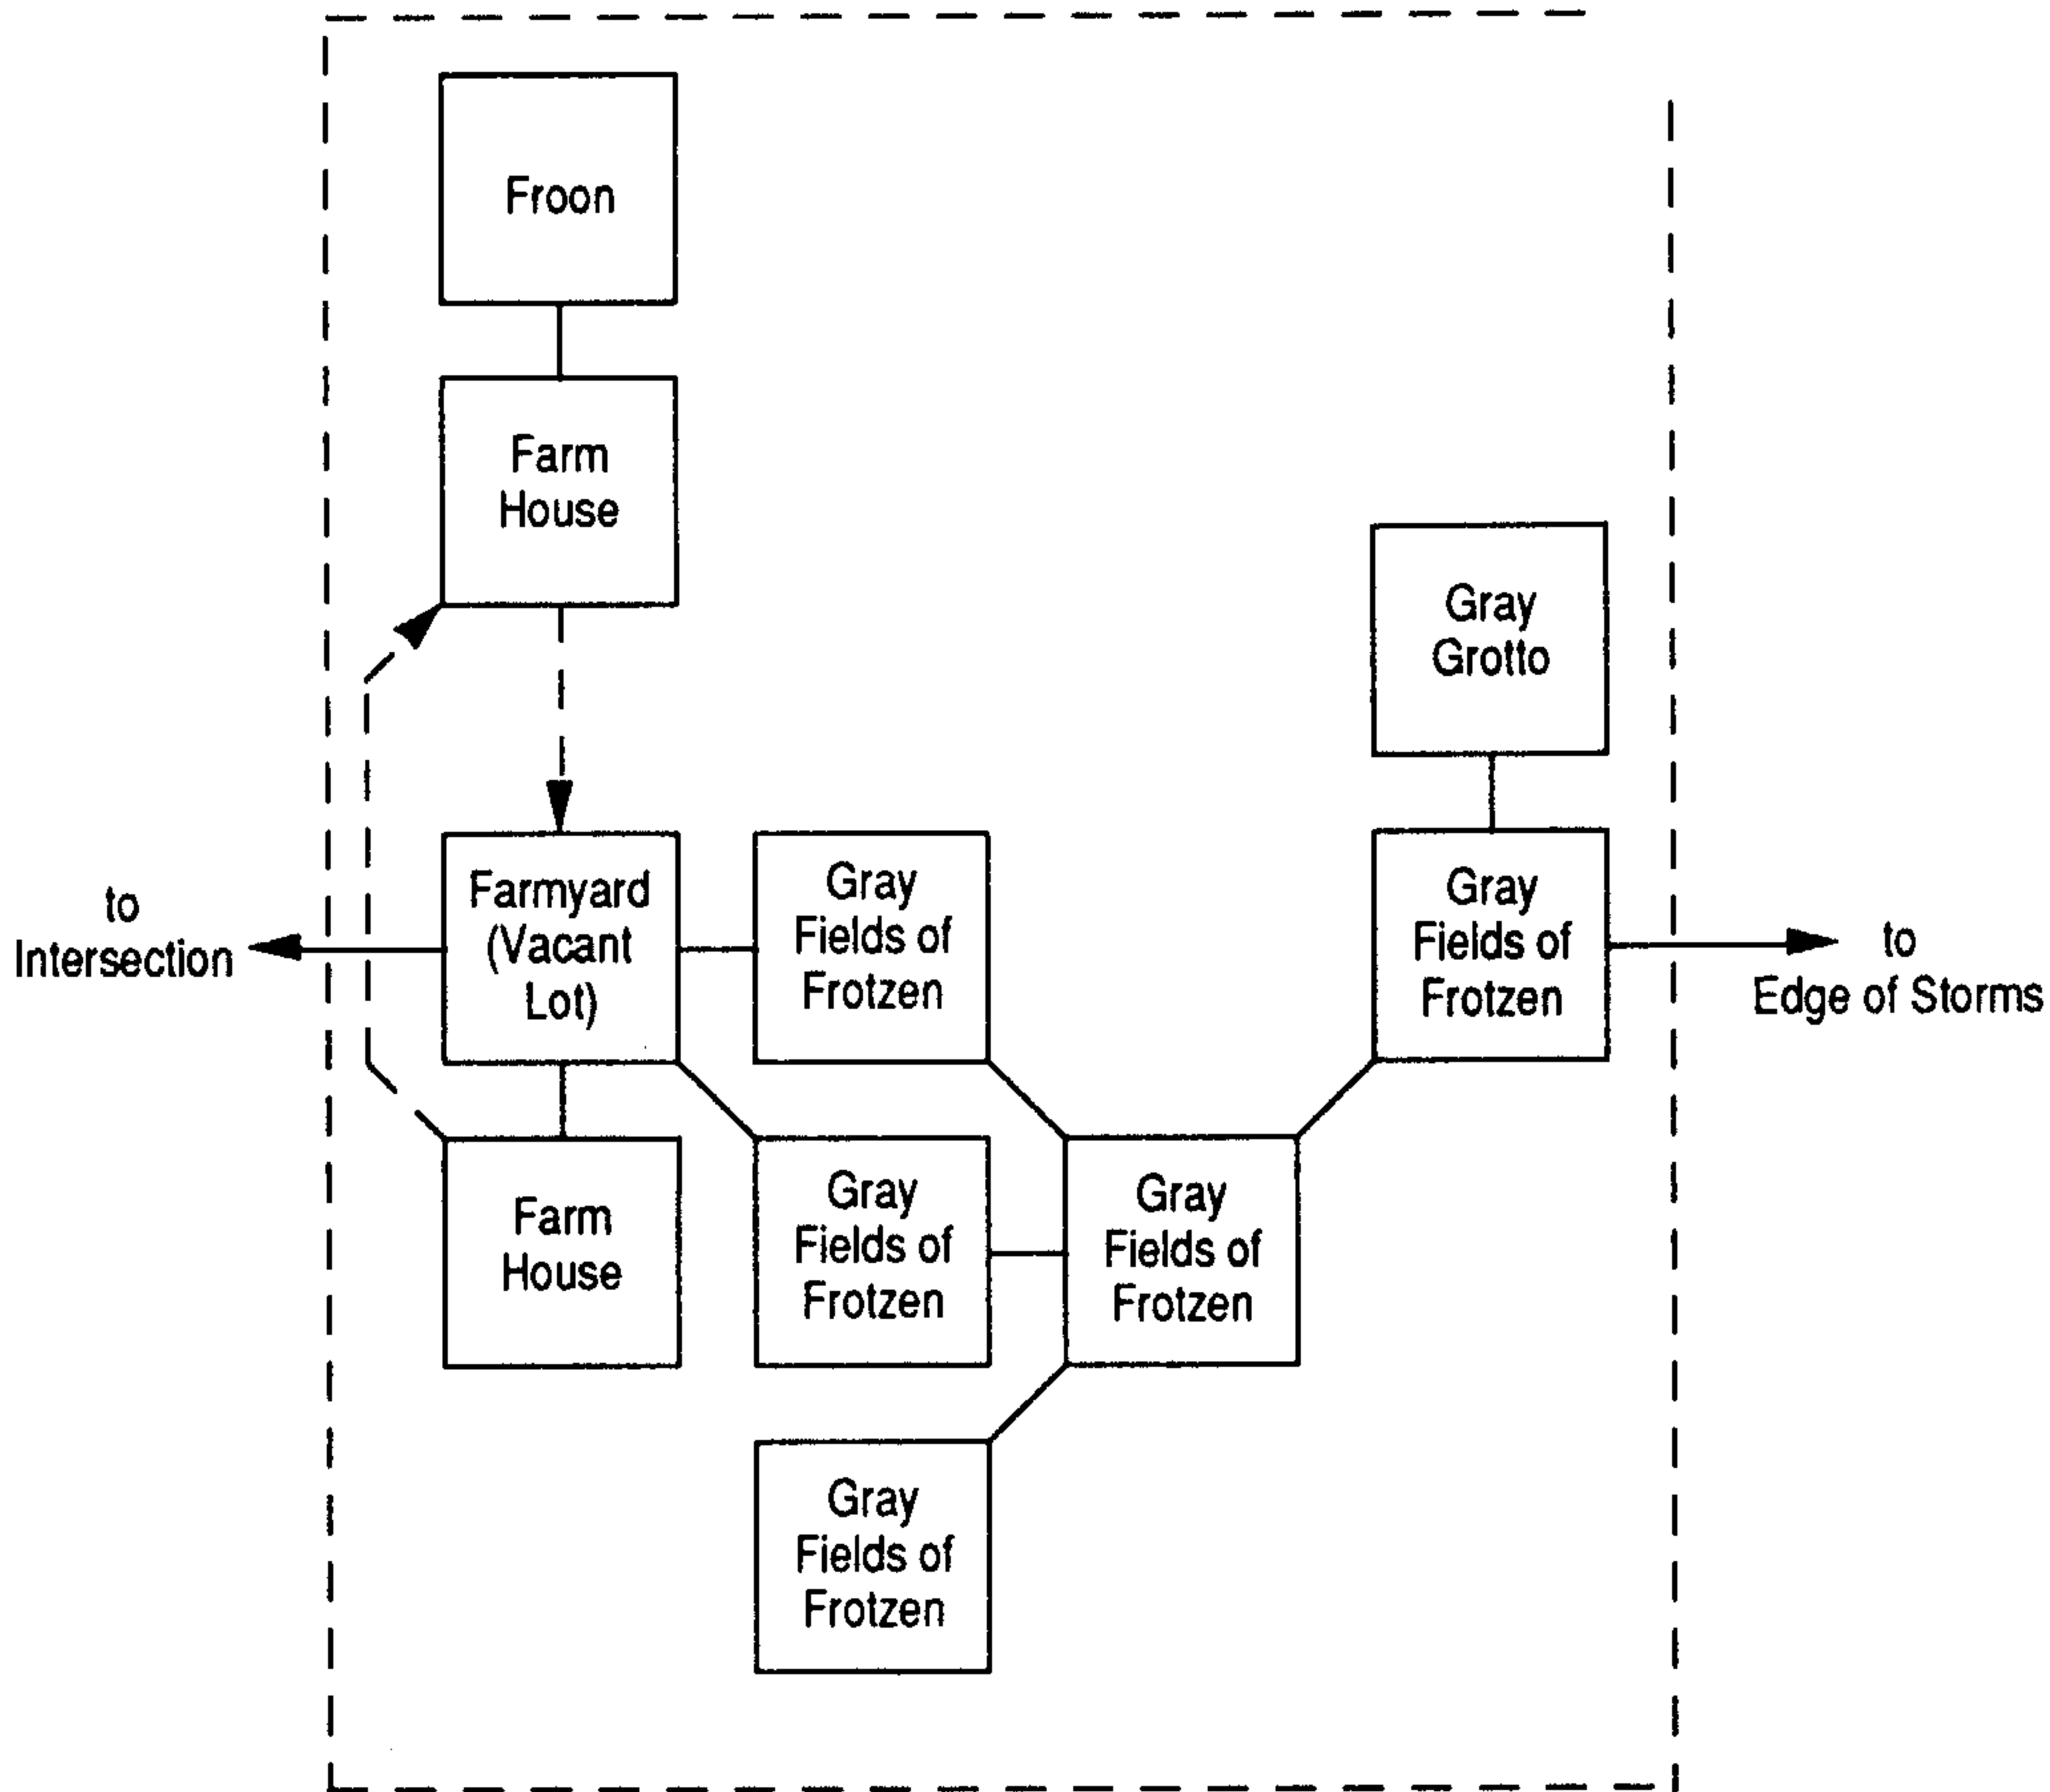 Froon
Farm
House
Gray
Grotto
to
Intersection
Farmyard
(Vacant
Lot)
Gray
Fields of
Frotzen
Gray
Fields of
Frotzen
to
Edge of Storms
Farm
House
Gray
Fields of
Frotzen
Gray
Fields of
Frotzen
Gray
Fields of
Frotzen